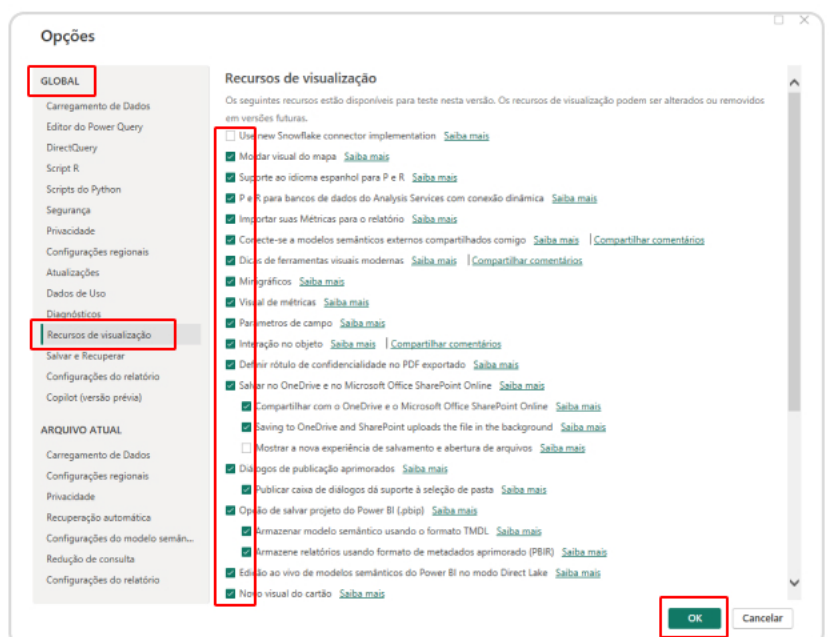 Opções
GLOBAL
Carregamento de Dados
Editor do Power Query
DirectQuery
Script R
Scripts do Python
Segurança
Privacidade
Configurações regionais
Atualizações
Dados de Uso
Diagnósticos
Recursos de visualização
Salvar e Recuperar
Configurações do relatório
Copilot (versão prévia)
ARQUIVO ATUAL
Carregamento de Dados
Configurações regionais
Privacidade
Recuperação automática
Configurações do modelo semân...
Redução de consulta
Configurações do relatório
Recursos de visualização
Os seguintes recursos estão disponíveis para teste nesta versão. Os recursos de visualização podem ser alterados ou removidos
em versões futuras.
Use new Snowflake connector implementation Saiba mais
Moldar visual do mapa Saiba mais
Suporte ao idioma espanhol para P e R Saiba mais
P e R para bancos de dados do Analysis Services com conexão dinâmica Saiba mais
Importar suas Métricas para o relatório Saiba mais
Conecte-se a modelos semânticos externos compartilhados comigo Saiba mais | Compartilhar comentários
Dicas de ferramentas visuais modernas Saiba mais | Compartilhar comentários
Minigráficos Saiba mais
Visual de métricas Saiba mais
Parâmetros de campo Saiba mais
Interação no objeto Saiba mais | Compartilhar comentários
Definir rótulo de confidencialidade no PDF exportado Saiba mais
Salvar no OneDrive e no Microsoft Office SharePoint Online Saiba mais
Compartilhar com o OneDrive e o Microsoft Office SharePoint Online Saiba mais
Saving to OneDrive and SharePoint uploads the file in the background Saiba mais
Mostrar a nova experiência de salvamento e abertura de arquivos Saiba mais
Diálogos de publicação aprimorados Saiba mais
Publicar caixa de diálogos dá suporte à seleção de pasta Saiba mais
Opção de salvar projeto do Power BI (.pbip) Saiba mais
Armazenar modelo semântico usando o formato TMDL Saiba mais
Armazene relatórios usando formato de metadados aprimorado (PBIR) Saiba mais
Edição ao vivo de modelos semânticos do Power BI no modo Direct Lake Saiba mais
Novo visual do cartão Saiba mais
OK
Cancelar